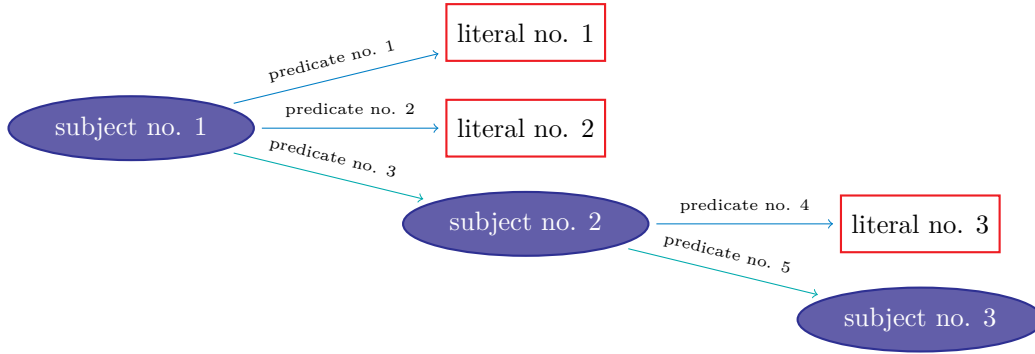 literal no. 1
predicate no. 1
predicate no. 2
subject no. 1
literal no. 2
predicate no. 3
predicate no. 4
subject no. 2
literal no. 3
predicate no. 5
subject no. 3